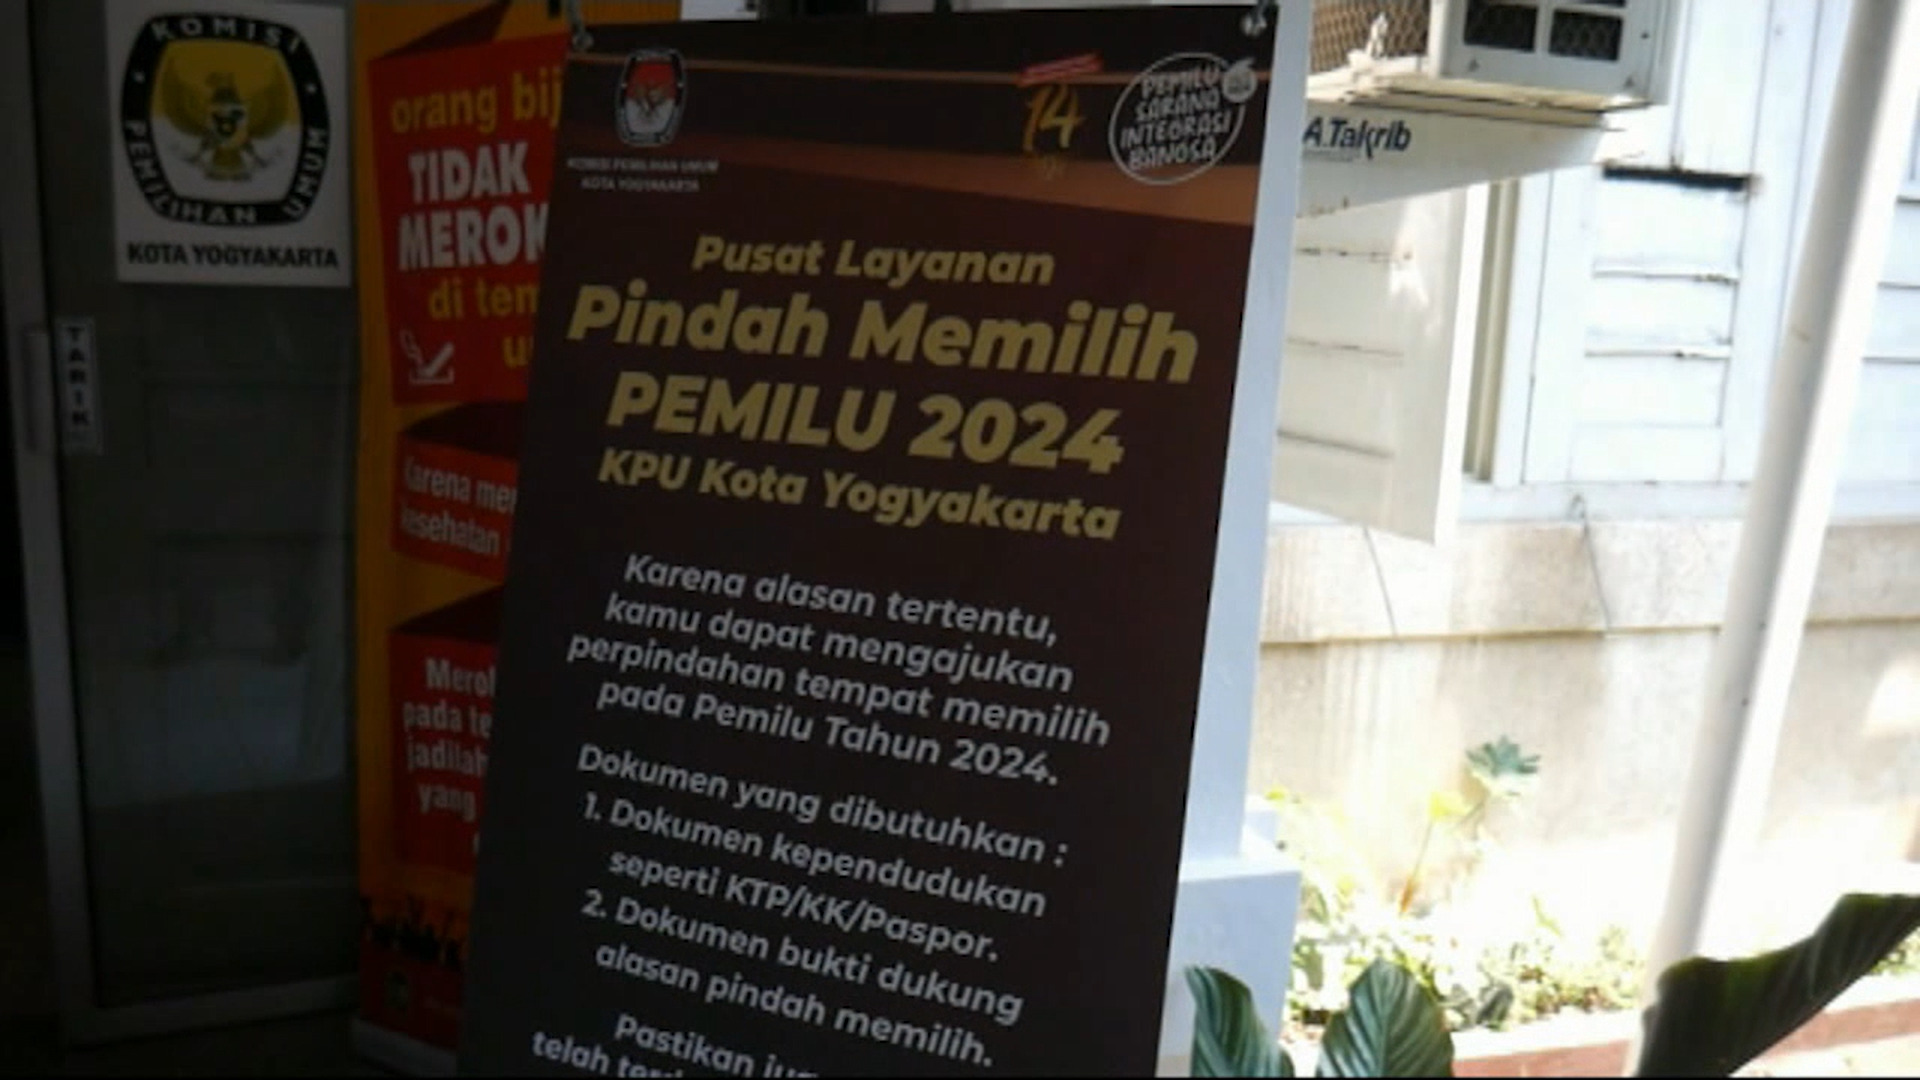 KOMISI
PEMILIHAN UMUM
KOTA YOGYAKARTA
TARIK
orang bij
TIDAK
MEROK
di tem
u
Karena mer
kesehatan
Merok
pada te
jadilah
yang
KOMISI PEMILIHAN UMUM
KOTA YOGYAKARTA
14
PEMILU
SARANA
INTEGRASI
BANGSA
Pusat Layanan
Pindah Memilih
PEMILU 2024
KPU Kota Yogyakarta
Karena alasan tertentu,
kamu dapat mengajukan
perpindahan tempat memilih
pada Pemilu Tahun 2024.
Dokumen yang dibutuhkan :
1. Dokumen kependudukan
seperti KTP/KK/Paspor.
2. Dokumen bukti dukung
alasan pindah memilih.
Pastikan
telah
A.Takrib